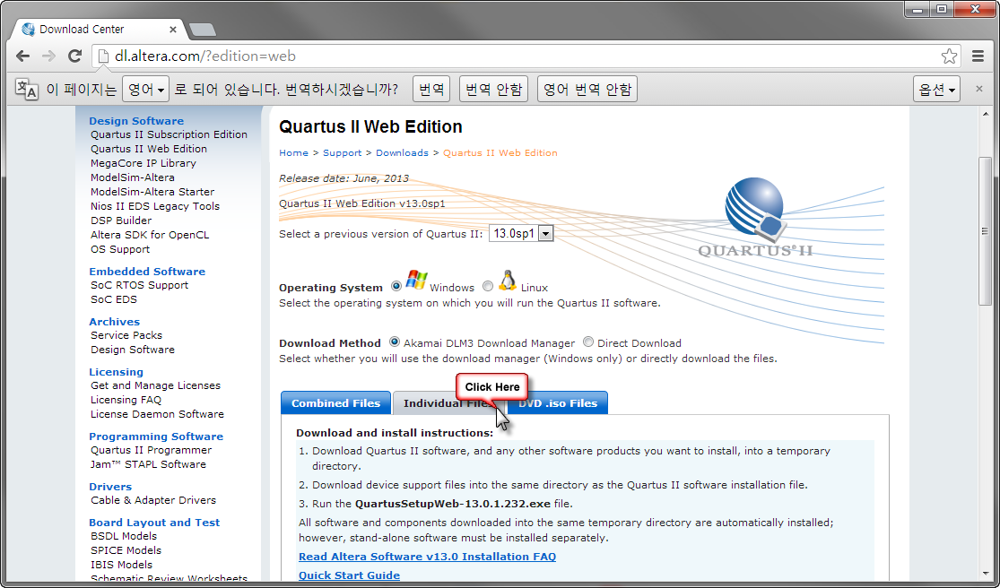 Download Center
dl.altera.com/?edition=web
이 페이지는 영어 로 되어 있습니다. 번역하시겠습니까? 번역 번역 안함 영어 번역 안함 옵션
Design Software
Quartus II Subscription Edition
Quartus II Web Edition
MegaCore IP Library
ModelSim-Altera
ModelSim-Altera Starter
Nios II EDS Legacy Tools
DSP Builder
Altera SDK for OpenCL
OS Support
Embedded Software
SoC RTOS Support
SoC EDS
Archives
Service Packs
Design Software
Licensing
Get and Manage Licenses
Licensing FAQ
License Daemon Software
Programming Software
Quartus II Programmer
Jam™ STAPL Software
Drivers
Cable & Adapter Drivers
Board Layout and Test
BSDL Models
SPICE Models
IBIS Models
Schematic Review Worksheets
Quartus II Web Edition
Home > Support > Downloads > Quartus II Web Edition
Release date: June, 2013
Quartus II Web Edition v13.0sp1
Select a previous version of Quartus II: 13.0sp1
QUARTUS® II
Operating System Windows Linux
Select the operating system on which you will run the Quartus II software.
Download Method Akamai DLM3 Download Manager Direct Download
Select whether you will use the download manager (Windows only) or directly download the files.
Click Here
Combined Files Individual Files DVD .iso Files
Download and install instructions:
1. Download Quartus II software, and any other software products you want to install, into a temporary
directory.
2. Download device support files into the same directory as the Quartus II software installation file.
3. Run the QuartusSetupWeb-13.0.1.232.exe file.
All software and components downloaded into the same temporary directory are automatically installed;
however, stand-alone software must be installed separately.
Read Altera Software v13.0 Installation FAQ
Quick Start Guide